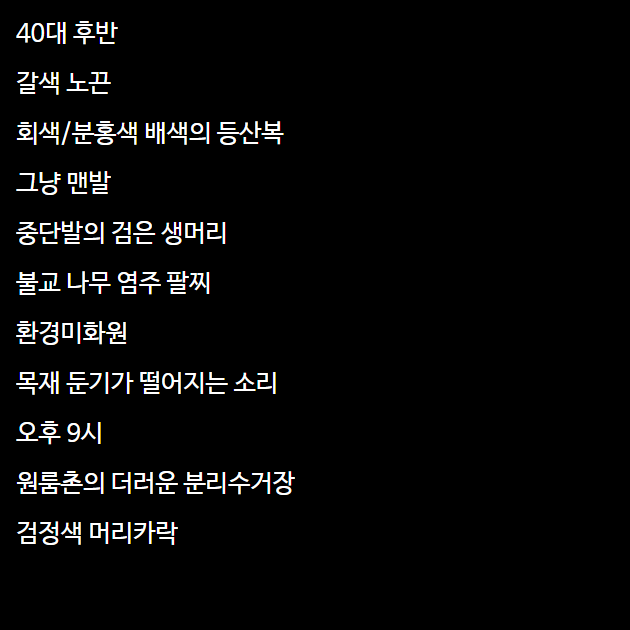 40대 후반
갈색 노끈
회색/분홍색 배색의 등산복
그냥 맨발
중단발의 검은 생머리
불교 나무 염주 팔찌
환경미화원
목재 둔기가 떨어지는 소리
오후 9시
원룸촌의 더러운 분리수거장
검정색 머리카락